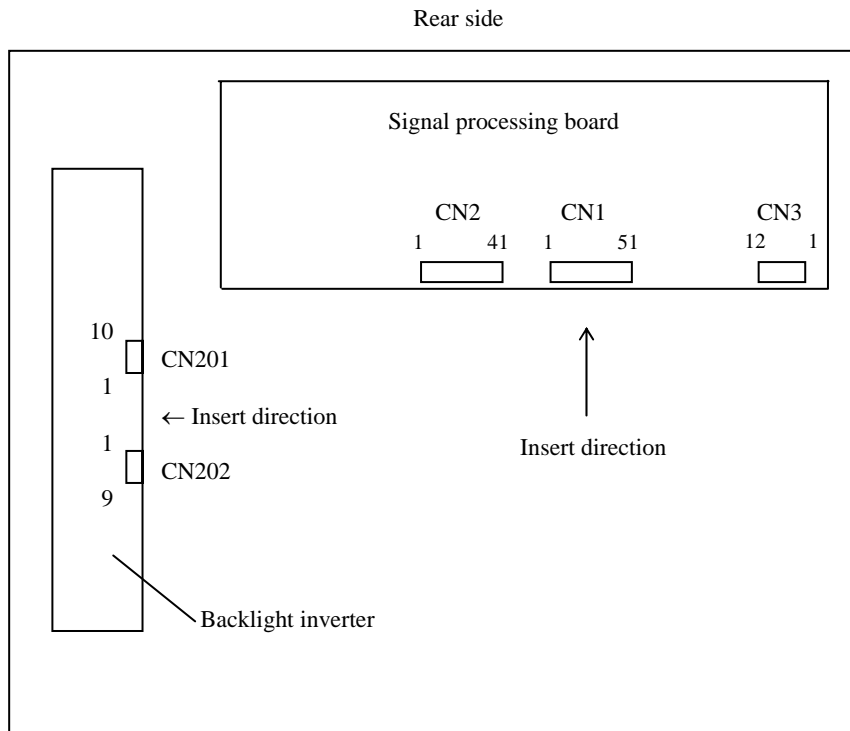 Rear side
Signal processing board
CN2 CN1 CN3
1 41 1 51 12 1
10
CN201
1
← Insert direction
1
Insert direction
CN202
9
Backlight inverter